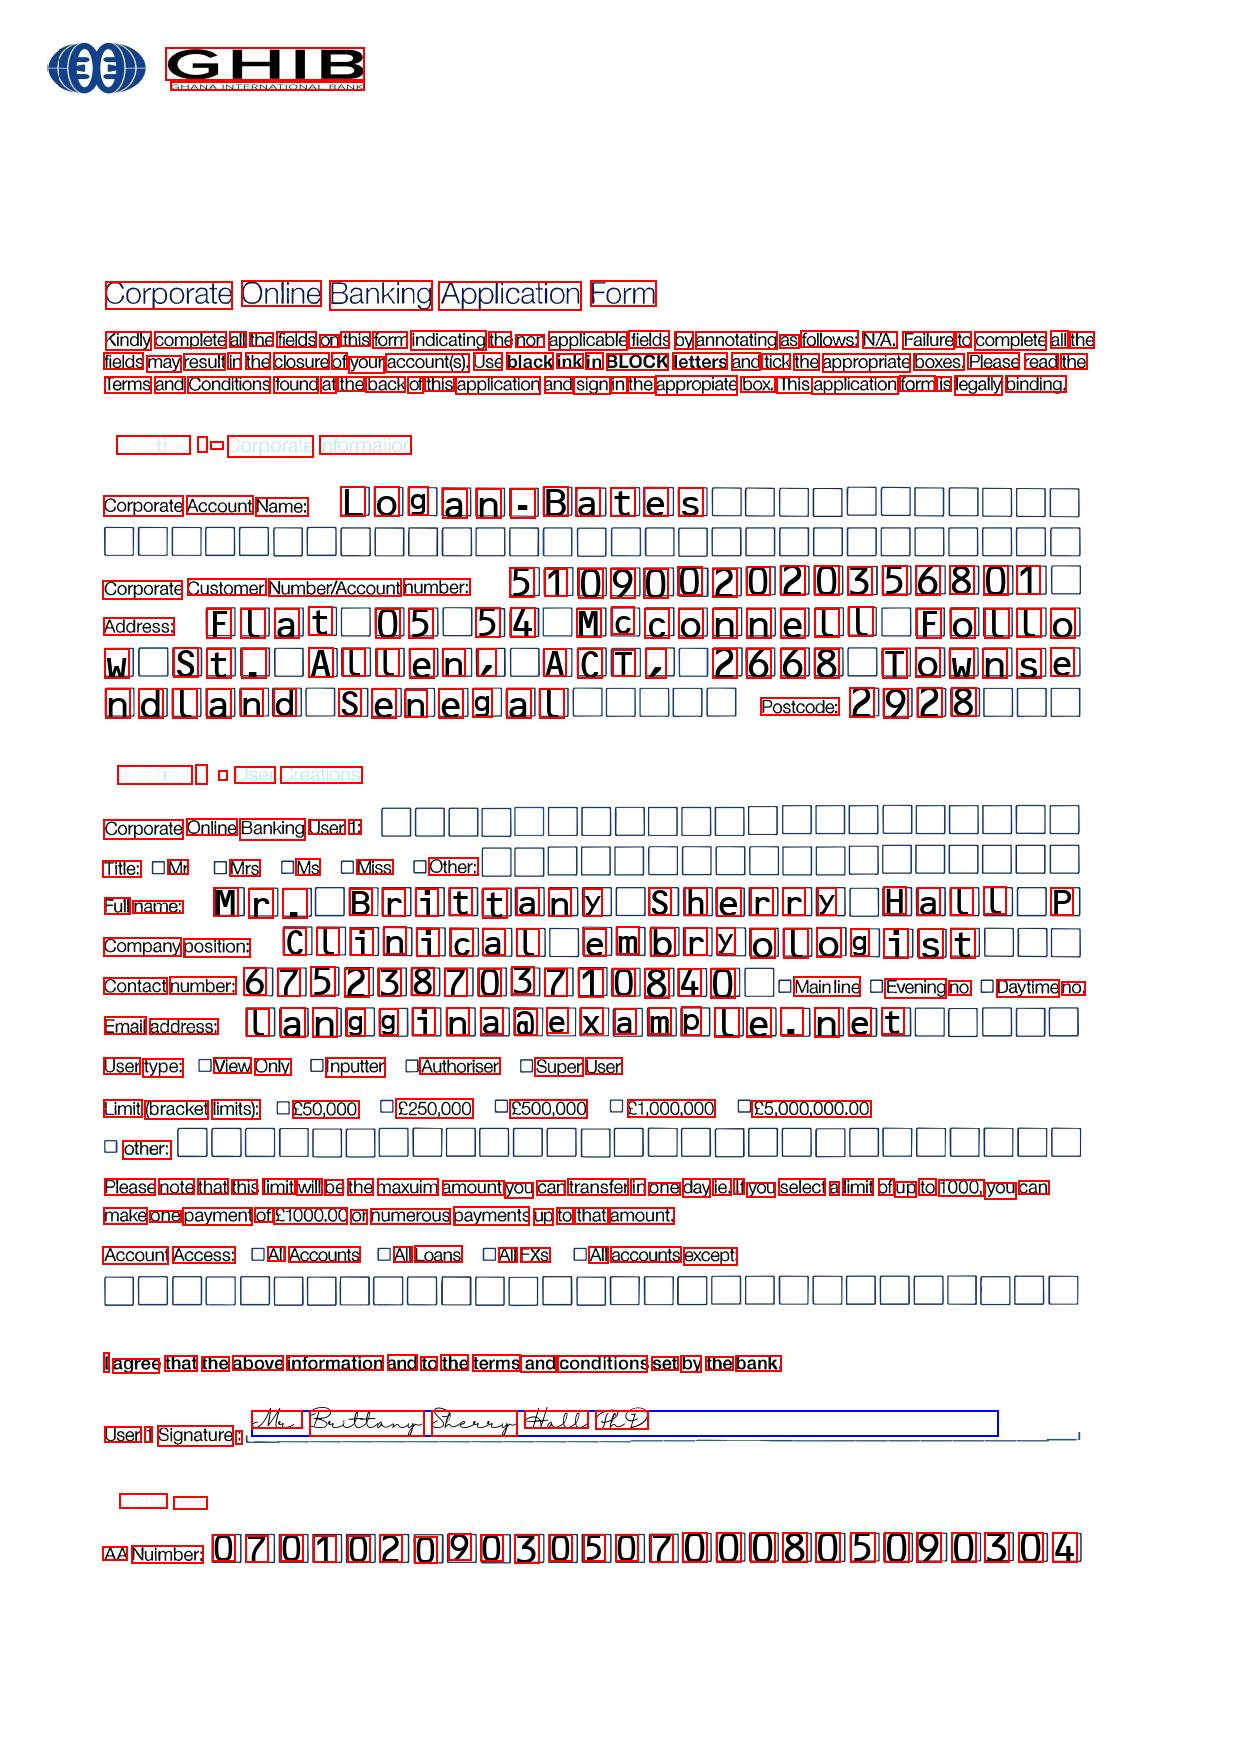 GHIB
GHANA INTERNATIONAL BANK
Corporate Online Banking Application Form
Kindly complete all the fields on this form indicating the non applicable fields by annotating as follows: N/A. Failure to complete all the
fields may result in the closure of your account(s). Use black ink in BLOCK letters and tick the appropriate boxes. Please read the
Terms and Conditions found at the back of this application and sign in the appropiate box. This application form is legally binding.
Section - Corporate Information
Corporate Account Name: Logan-Bates
Corporate Customer Number/Account number: 5109002020356801
Address: Flat 05 54 Mcconnell Follo
w St. Allen, ACT, 2668 Townse
ndland Senegal Postcode: 2928
Section - User Creations
Corporate Online Banking User 1:
Title: Mr Mrs Ms Miss Other:
Full name: Mr. Brittany Sherry Hall P
Company position: Clinical embryologist
Contact number: 675238703710840 Main line Evening no Daytime no.
Email address: langgina@example.net
User type: View Only Inputter Authoriser Super User
Limit (bracket limits): £50,000 £250,000 £500,000 £1,000,000 £5,000,000.00
other:
Please note that this limit will be the maxuim amount you can transfer in one day ie. If you select a limit of up to 1000, you can
make one payment of £1000.00 or numerous payments up to that amount.
Account Access: All Accounts All Loans All FXs All accounts except
I agree that the above information and to the terms and conditions set by the bank.
User 1 Signature : Mr. Brittany Sherry Hall PhD
AA Nuimber: 07010209030507000805090304